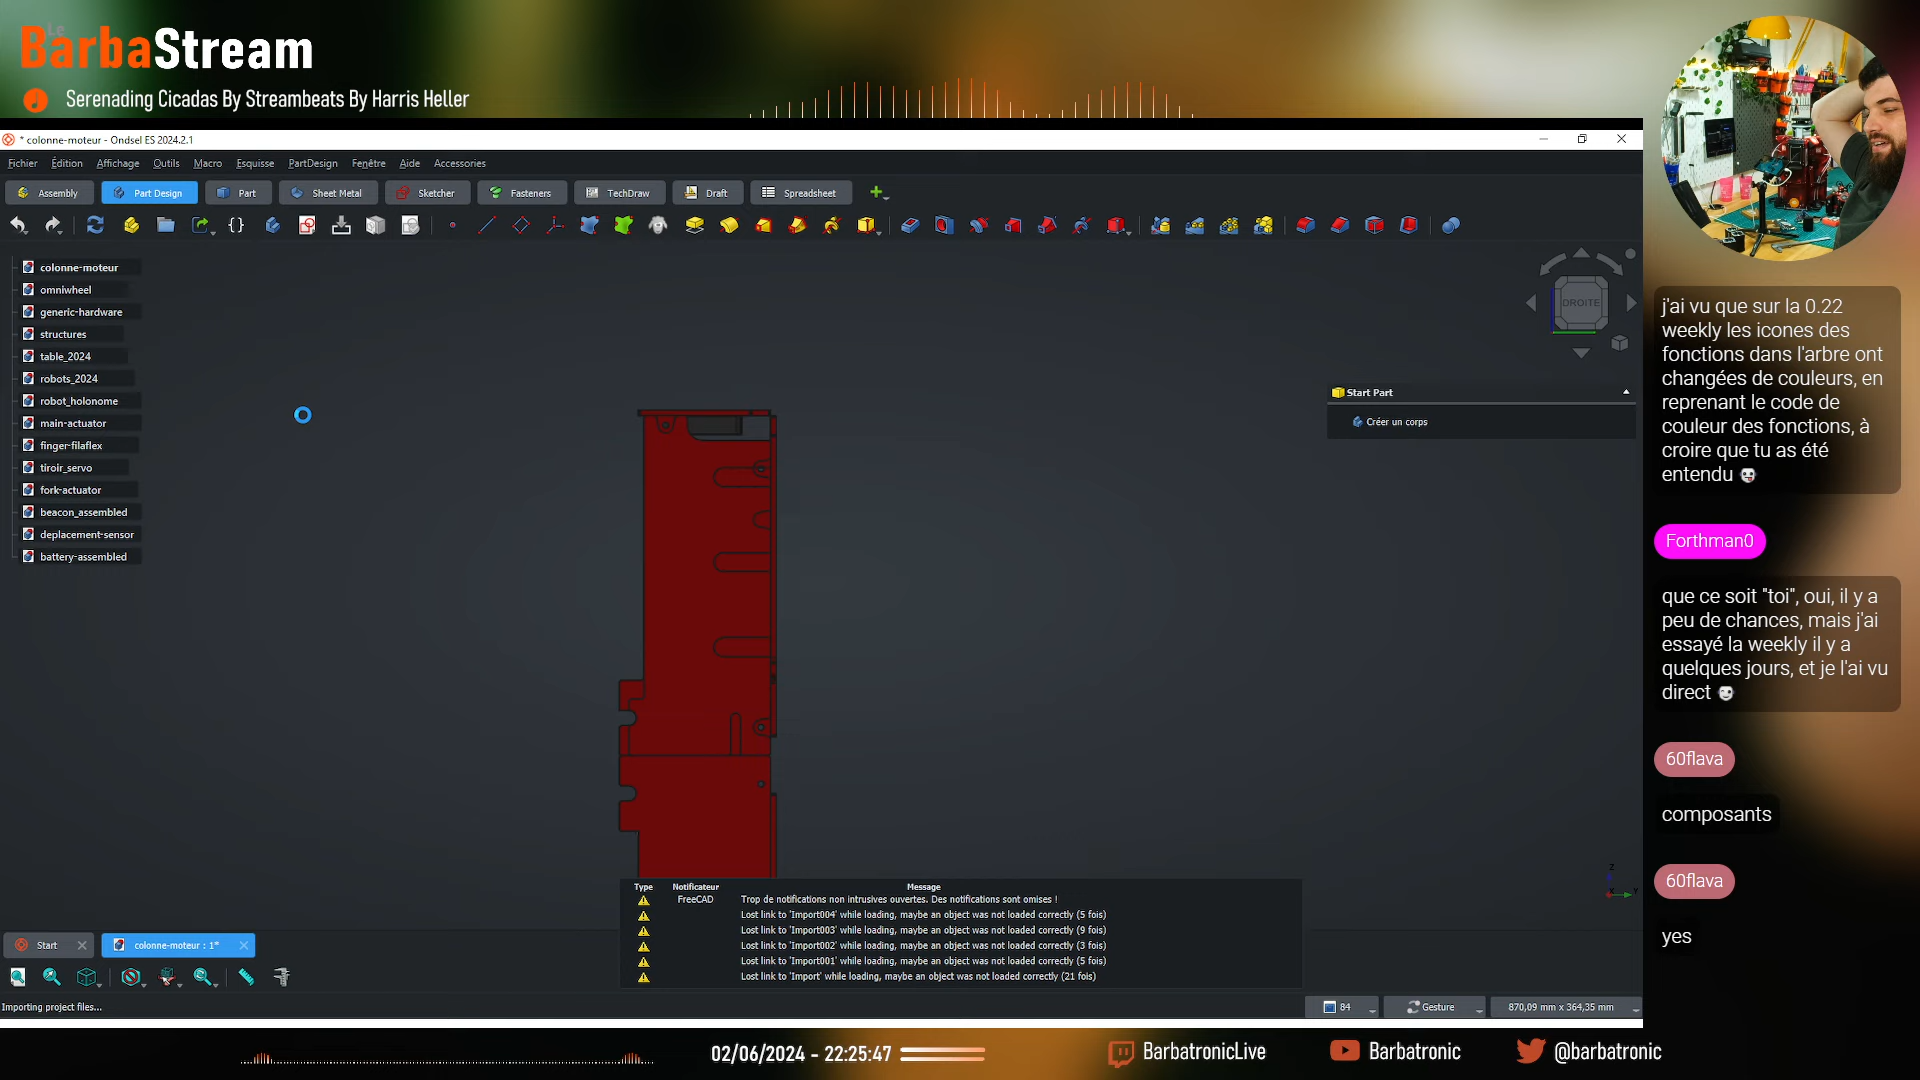 Le
BarbaStream
Serenading Cicadas By Streambeats By Harris Heller
* colonne-moteur - Ondsel ES 2024.2.1
Fichier Édition Affichage Outils Macro Esquisse PartDesign Fenêtre Aide Accessories
Assembly Part Design Part Sheet Metal Sketcher Fasteners TechDraw Draft Spreadsheet
colonne-moteur
omniwheel
generic-hardware
structures
table_2024
robots_2024
robot_holonome
main-actuator
finger-filaflex
tiroir_servo
fork-actuator
beacon_assembled
deplacement-sensor
battery-assembled
DROITE
Start Part
Créer un corps
Z
X
Y
Type Notificateur Message
FreeCAD Trop de notifications non intrusives ouvertes. Des notifications sont omises !
Lost link to 'Import004' while loading, maybe an object was not loaded correctly (5 fois)
Lost link to 'Import003' while loading, maybe an object was not loaded correctly (9 fois)
Lost link to 'Import002' while loading, maybe an object was not loaded correctly (3 fois)
Lost link to 'Import001' while loading, maybe an object was not loaded correctly (5 fois)
Lost link to 'Import' while loading, maybe an object was not loaded correctly (21 fois)
Start colonne-moteur : 1*
Importing project files...
84 Gesture 870,09 mm x 364,35 mm
j'ai vu que sur la 0.22
weekly les icones des
fonctions dans l'arbre ont
changées de couleurs, en
reprenant le code de
couleur des fonctions, à
croire que tu as été
entendu
Forthman0
que ce soit "toi", oui, il y a
peu de chances, mais j'ai
essayé la weekly il y a
quelques jours, et je l'ai vu
direct
60flava
composants
60flava
yes
02/06/2024 - 22:25:47
BarbatronicLive
Barbatronic
@barbatronic